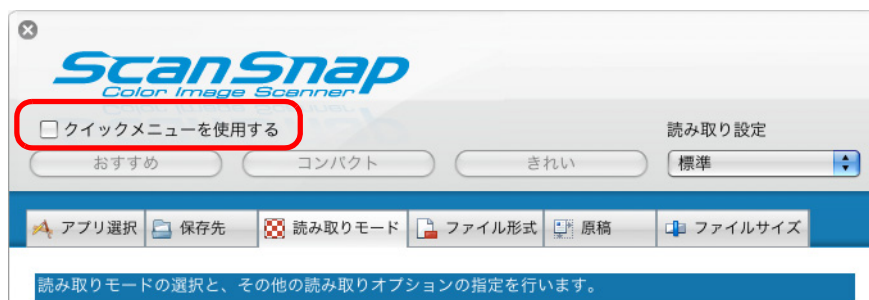 ScanSnap
Color Image Scanner
クイックメニューを使用する
読み取り設定
おすすめ
コンパクト
きれい
標準
アプリ選択
保存先
読み取りモード
ファイル形式
原稿
ファイルサイズ
読み取りモードの選択と、その他の読み取りオプションの指定を行います。